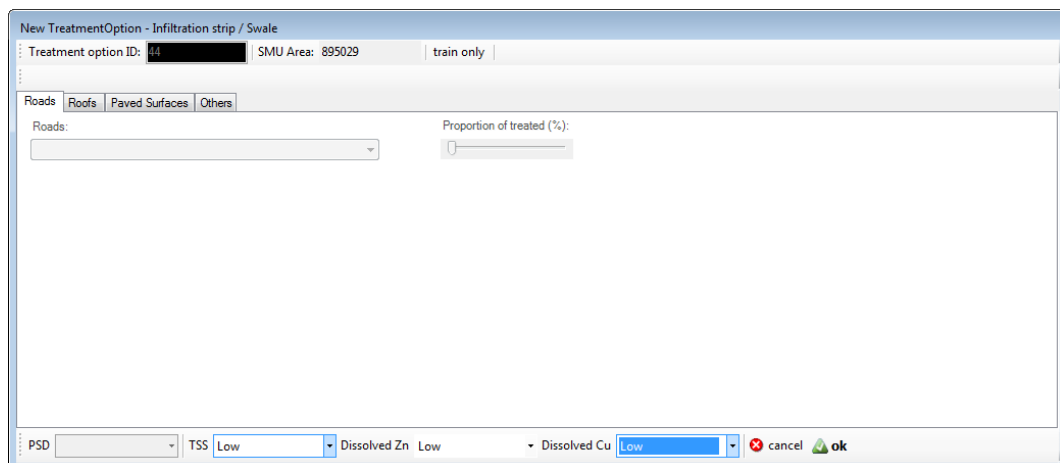 New TreatmentOption - Infiltration strip / Swale
Treatment option ID: 44 SMU Area: 895029 train only
Roads Roofs Paved Surfaces Others
Roads: Proportion of treated (%):
PSD TSS Low Dissolved Zn Low Dissolved Cu Low cancel ok